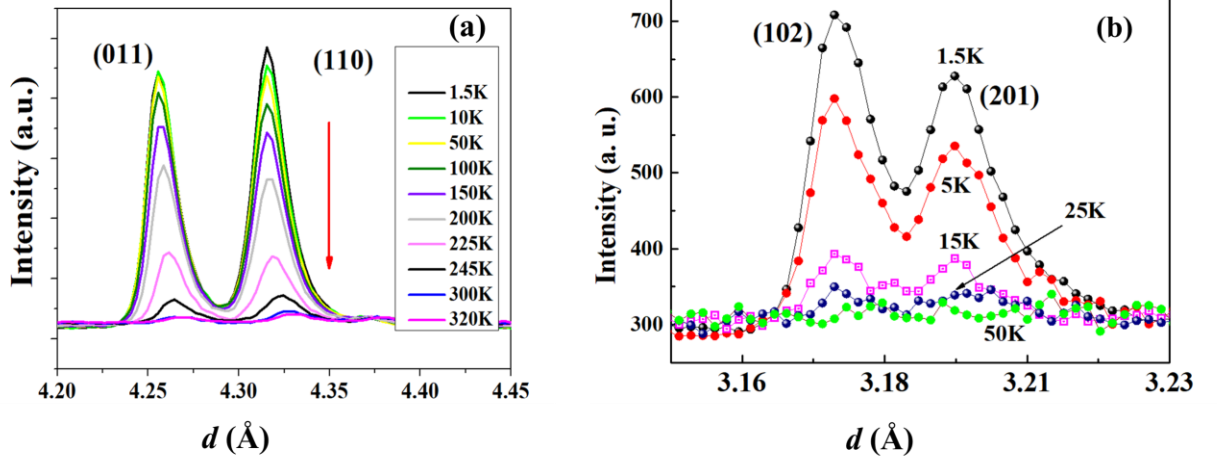 (a)
(011)
(110)
1.5K
10K
50K
100K
150K
200K
225K
245K
300K
320K
Intensity (a.u.)
4.20 4.25 4.30 4.35 4.40 4.45
d (Å)
(b)
(102)
1.5K
(201)
5K
25K
15K
50K
700
600
500
400
300
Intensity (a. u.)
3.16 3.18 3.20 3.21 3.23
d (Å)